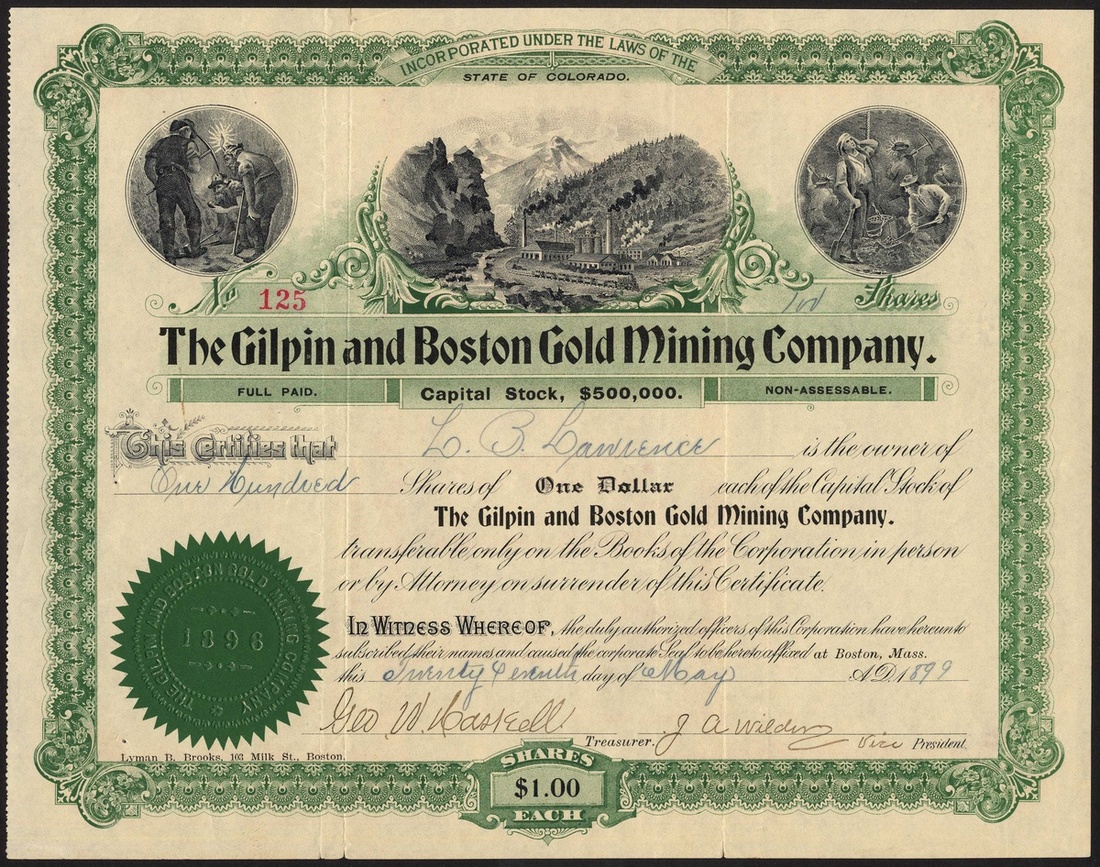 INCORPORATED UNDER THE LAWS OF THE
STATE OF COLORADO.
No 125 100 Shares
The Gilpin and Boston Gold Mining Company.
FULL PAID. Capital Stock, $500,000. NON-ASSESSABLE.
This Certifies that L. B. Lawrence is the owner of
One Hundred Shares of One Dollar each of the Capital Stock of
The Gilpin and Boston Gold Mining Company.
transferable only on the Books of the Corporation in person
or by Attorney on surrender of this Certificate.
THE GILPIN AND BOSTON GOLD MINING COMPANY
1896
In Witness Whereof, the duly authorized officers of this Corporation have hereunto
subscribed their names and caused the corporate Seal to be hereto affixed at Boston, Mass.
this Twenty Seventh day of May A.D. 1899
Geo W Haskell Treasurer. J A Wilder Vice President.
Lyman B. Brooks, 163 Milk St., Boston.
SHARES
$1.00
EACH